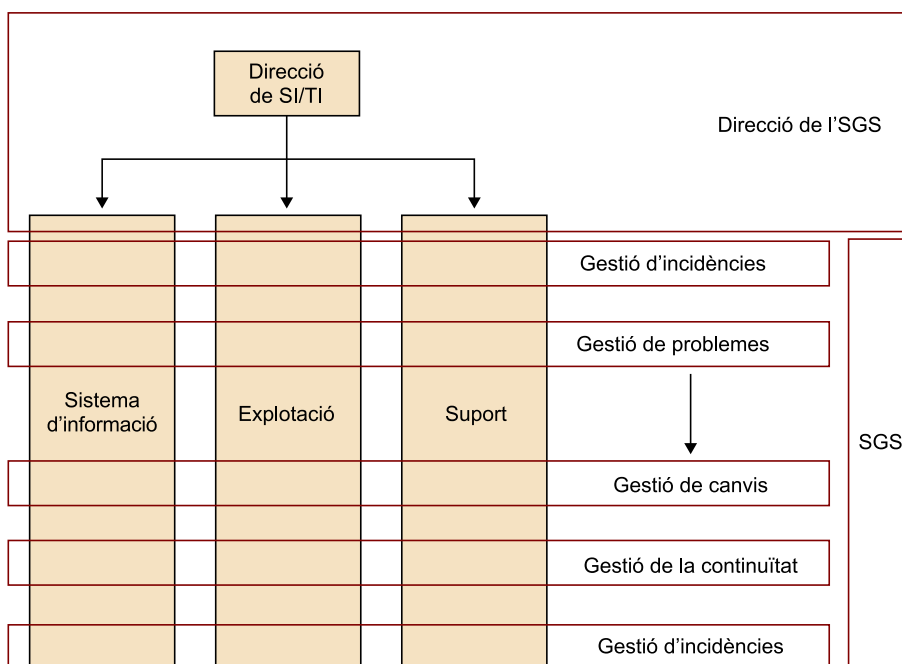 Direcció
de SI/TI
Direcció de l’SGS
Gestió d’incidències
Gestió de problemes
Sistema
d’informació
Explotació
Suport
SGS
Gestió de canvis
Gestió de la continuïtat
Gestió d’incidències